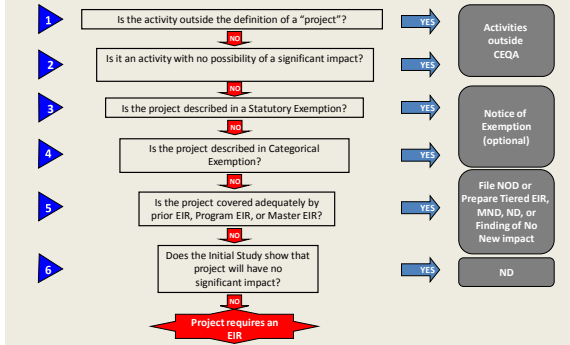 1
Is the activity outside the definition of a “project”?
YES
Activities
outside
CEQA
NO
2
Is it an activity with no possibility of a significant impact?
YES
3
Is the project described in a Statutory Exemption?
YES
Notice of
Exemption
(optional)
NO
4
Is the project described in Categorical
Exemption?
YES
NO
5
Is the project covered adequately by
prior EIR, Program EIR, or Master EIR?
YES
File NOD or
Prepare Tiered EIR,
MND, ND, or
Finding of No
New impact
NO
6
Does the Initial Study show that
project will have no
significant impact?
YES
ND
NO
Project requires an
EIR